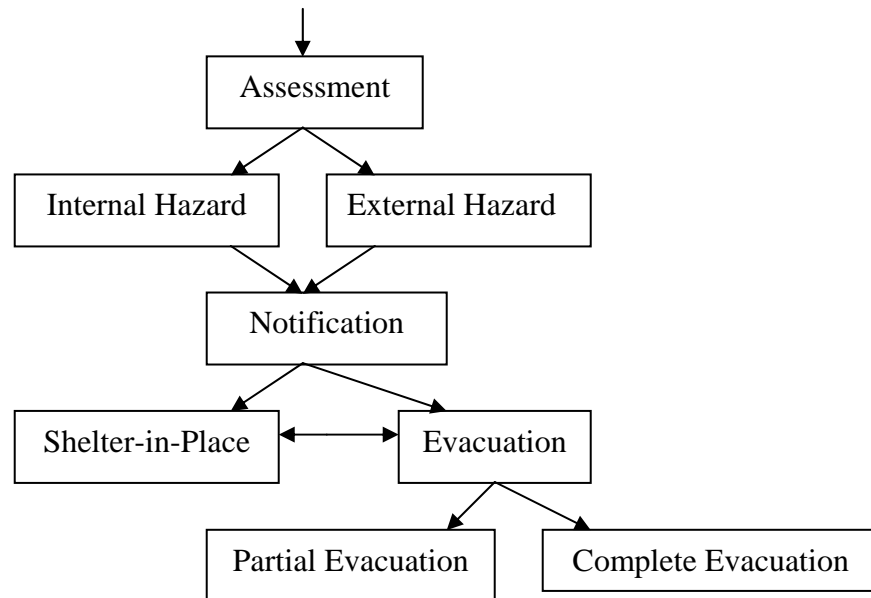 Assessment
Internal Hazard
External Hazard
Notification
Shelter-in-Place
Evacuation
Partial Evacuation
Complete Evacuation